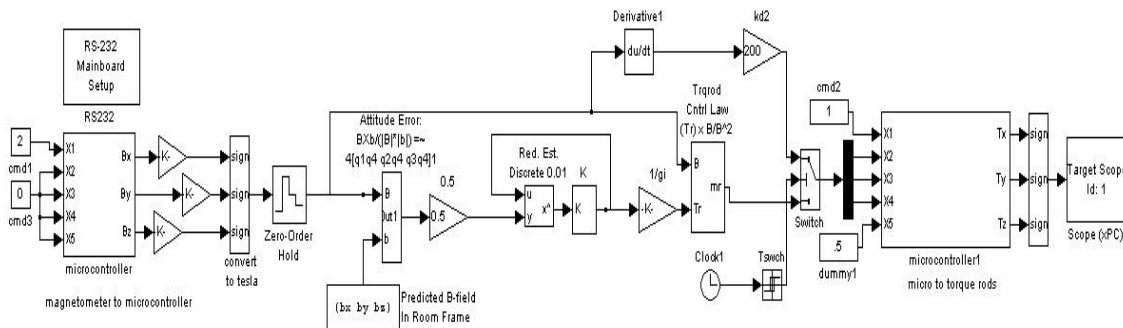 RS-232
Mainboard
Setup
RS232
2
cmd1
0
cmd3
X1
X2
X3
X4
X5
Bx
By
Bz
microcontroller
magnetometer to microcontroller
K-
K-
K-
sign
sign
sign
convert
to tesla
Zero-Order
Hold
Attitude Error:
BXb/(|B|*|b|) =~
4[q1q4 q2q4 q3q4]1
B
b
Out1
(bx by bz)
Predicted B-field
In Room Frame
0.5
0.5
Red. Est.
Discrete 0.01
u
y
x^
K
K
1/gi
-K-
Derivative1
du/dt
kd2
200
Trqrod
Cntrl Law
(Tr) x B/B^2
B
Tr
mr
Clock1
Tswch
Switch
cmd2
1
.5
dummy1
X1
X2
X3
X4
X5
Tx
Ty
Tz
microcontroller1
micro to torque rods
sign
sign
sign
Target Scope
Id: 1
Scope (xPC)